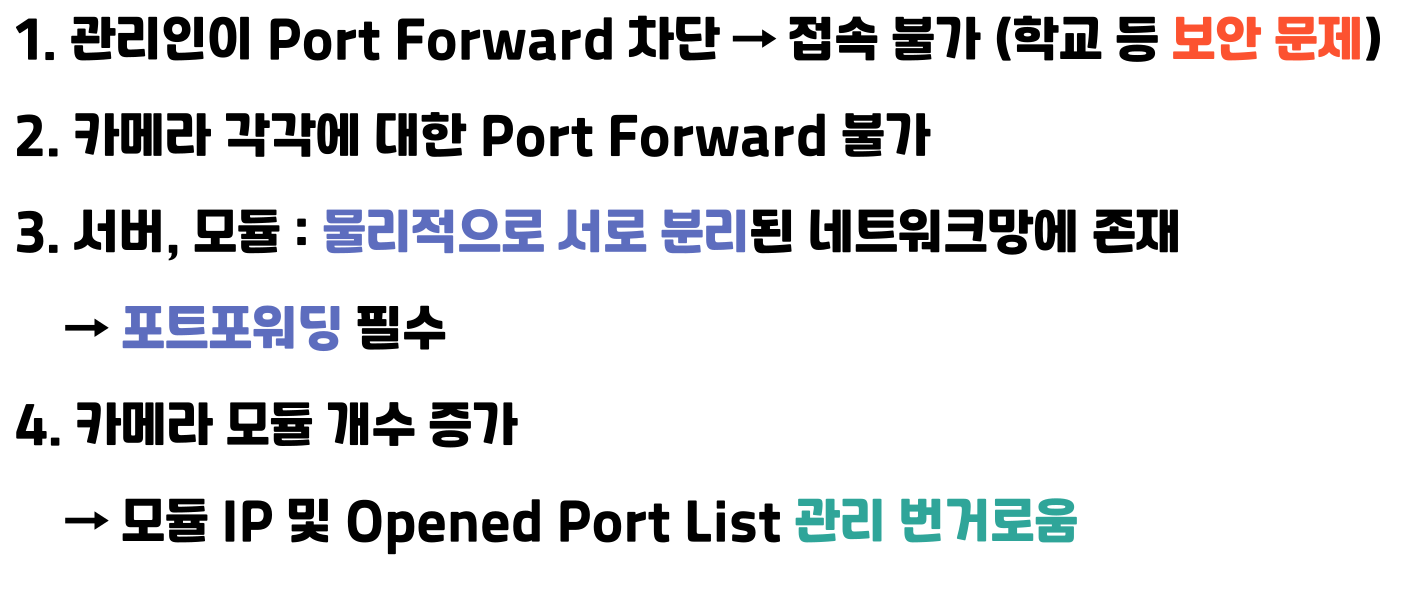 1. 관리인이 Port Forward 차단 → 접속 불가 (학교 등 보안 문제)
2. 카메라 각각에 대한 Port Forward 불가
3. 서버, 모듈 : 물리적으로 서로 분리된 네트워크망에 존재
→ 포트포워딩 필수
4. 카메라 모듈 개수 증가
→ 모듈 IP 및 Opened Port List 관리 번거로움